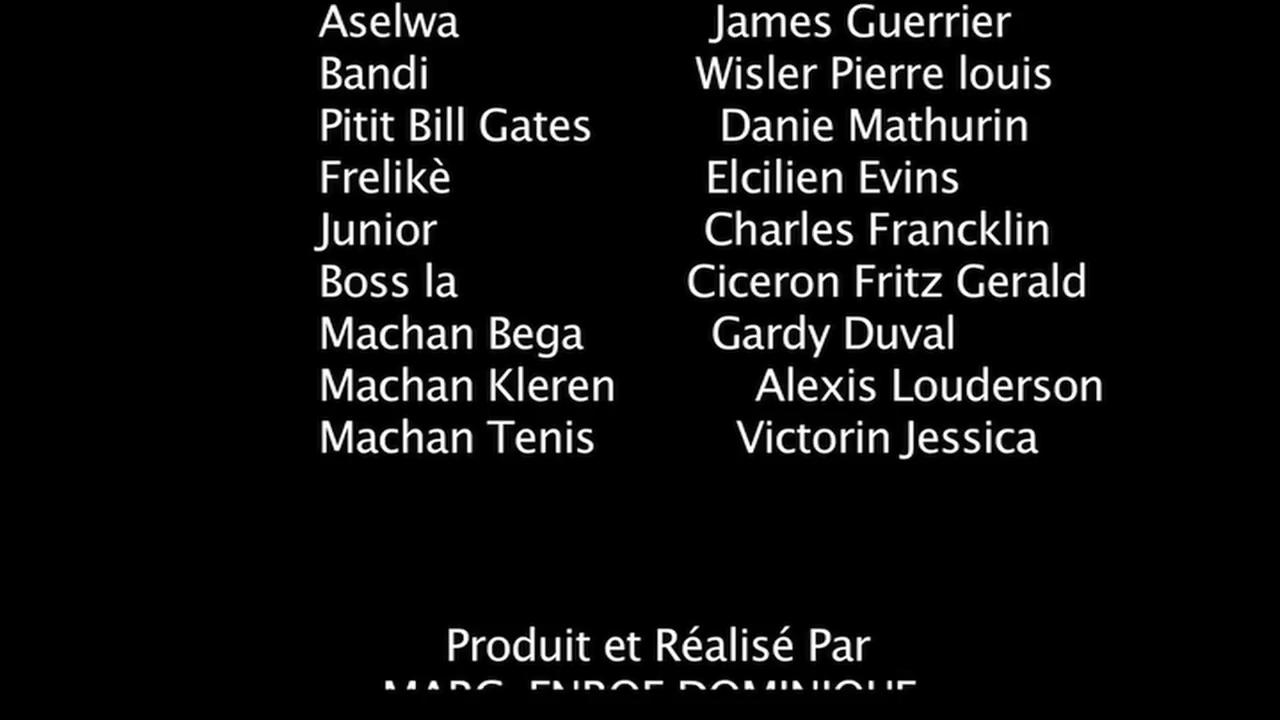 Aselwa James Guerrier
Bandi Wisler Pierre louis
Pitit Bill Gates Danie Mathurin
Frelikè Elcilien Evins
Junior Charles Francklin
Boss la Ciceron Fritz Gerald
Machan Bega Gardy Duval
Machan Kleren Alexis Louderson
Machan Tenis Victorin Jessica
Produit et Réalisé Par
DOMINIQUE